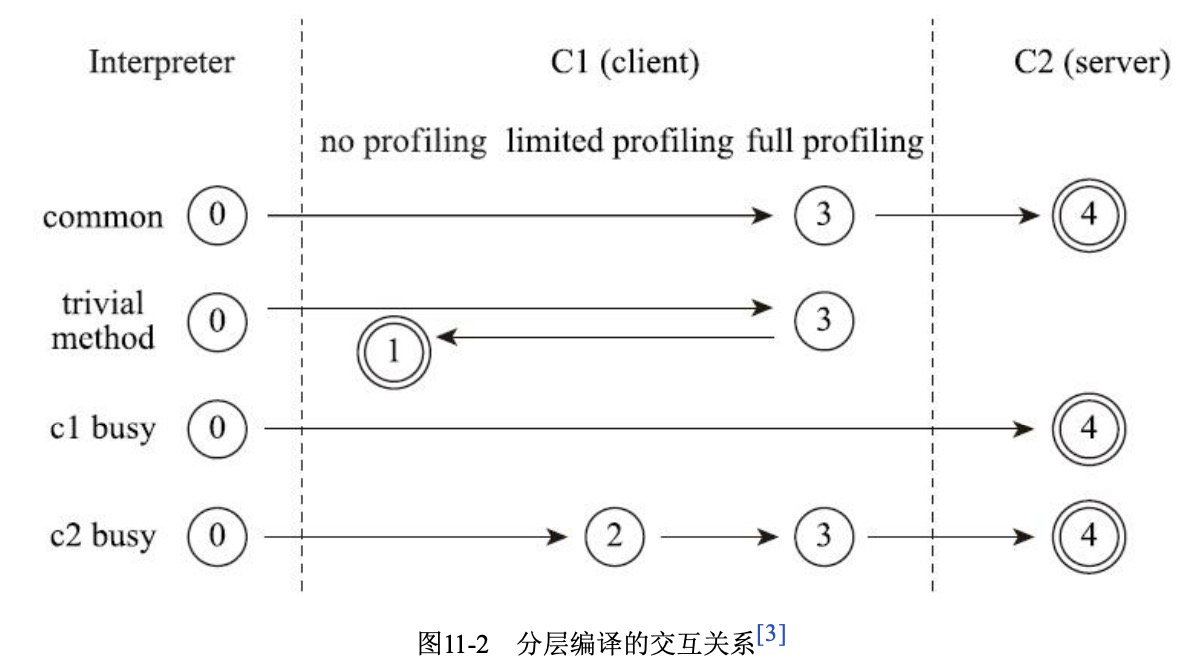 Interpreter C1 (client) C2 (server)
no profiling limited profiling full profiling
common 0 3 4
trivial
method 0 3
1
c1 busy 0 4
c2 busy 0 2 3 4
图11-2 分层编译的交互关系[3]